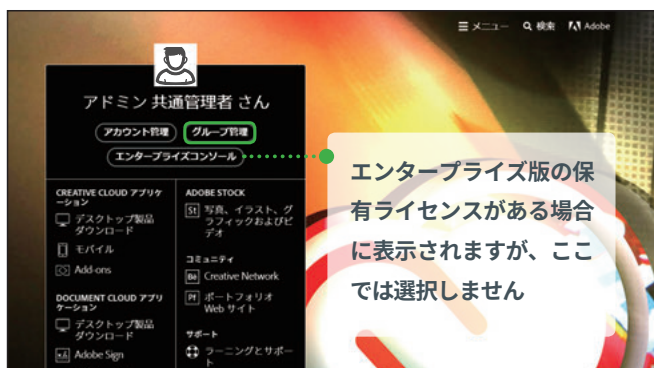 メニュー 検索 Adobe
アドミン 共通管理者 さん
アカウント管理 グループ管理
エンタープライズコンソール
エンタープライズ版の保
有ライセンスがある場合
に表示されますが、ここ
では選択しません
CREATIVE CLOUD アプリケ
ーション
デスクトップ製品
ダウンロード
モバイル
Add-ons
DOCUMENT CLOUD アプリ
ケーション
デスクトップ製品
ダウンロード
Adobe Sign
ADOBE STOCK
St 写真、イラスト、グ
ラフィックおよびビ
デオ
コミュニティ
Be Creative Network
Pf ポートフォリオ
Web サイト
サポート
ラーニングとサポー
ト